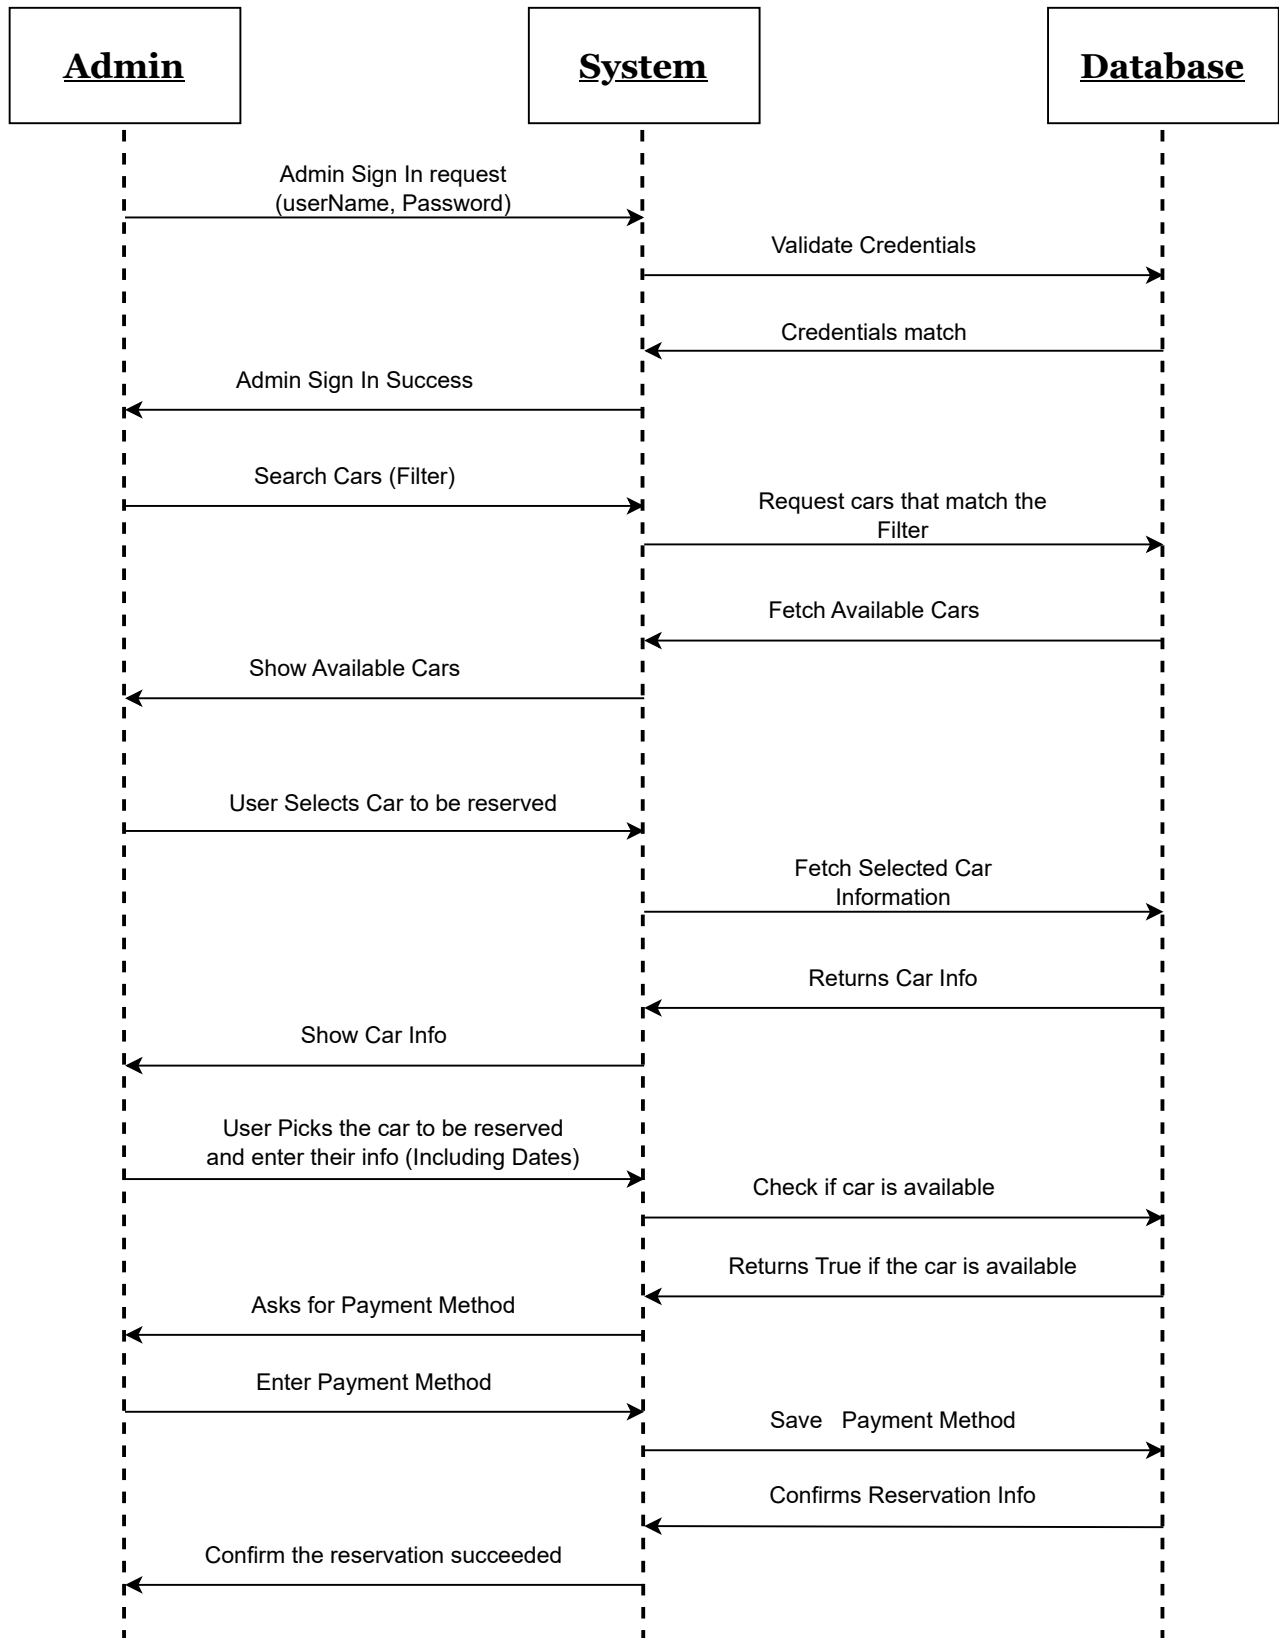 Admin
System
Database
Admin Sign In request
(userName, Password)
Validate Credentials
Credentials match
Admin Sign In Success
Search Cars (Filter)
Request cars that match the
Filter
Fetch Available Cars
Show Available Cars
User Selects Car to be reserved
Fetch Selected Car
Information
Returns Car Info
Show Car Info
User Picks the car to be reserved
and enter their info (Including Dates)
Check if car is available
Returns True if the car is available
Asks for Payment Method
Enter Payment Method
Save   Payment Method
Confirms Reservation Info
Confirm the reservation succeeded